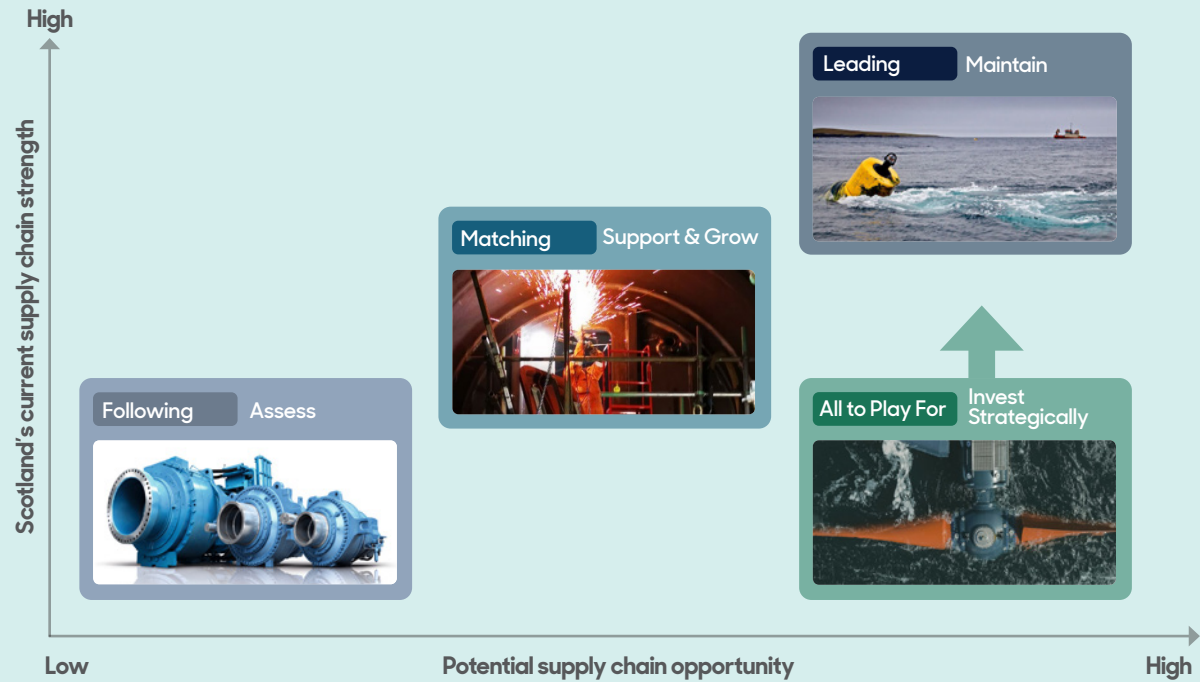 High
Scotland's current supply chain strength
Leading
Maintain
Matching
Support & Grow
Following
Assess
All to Play For
Invest
Strategically
Low
Potential supply chain opportunity
High